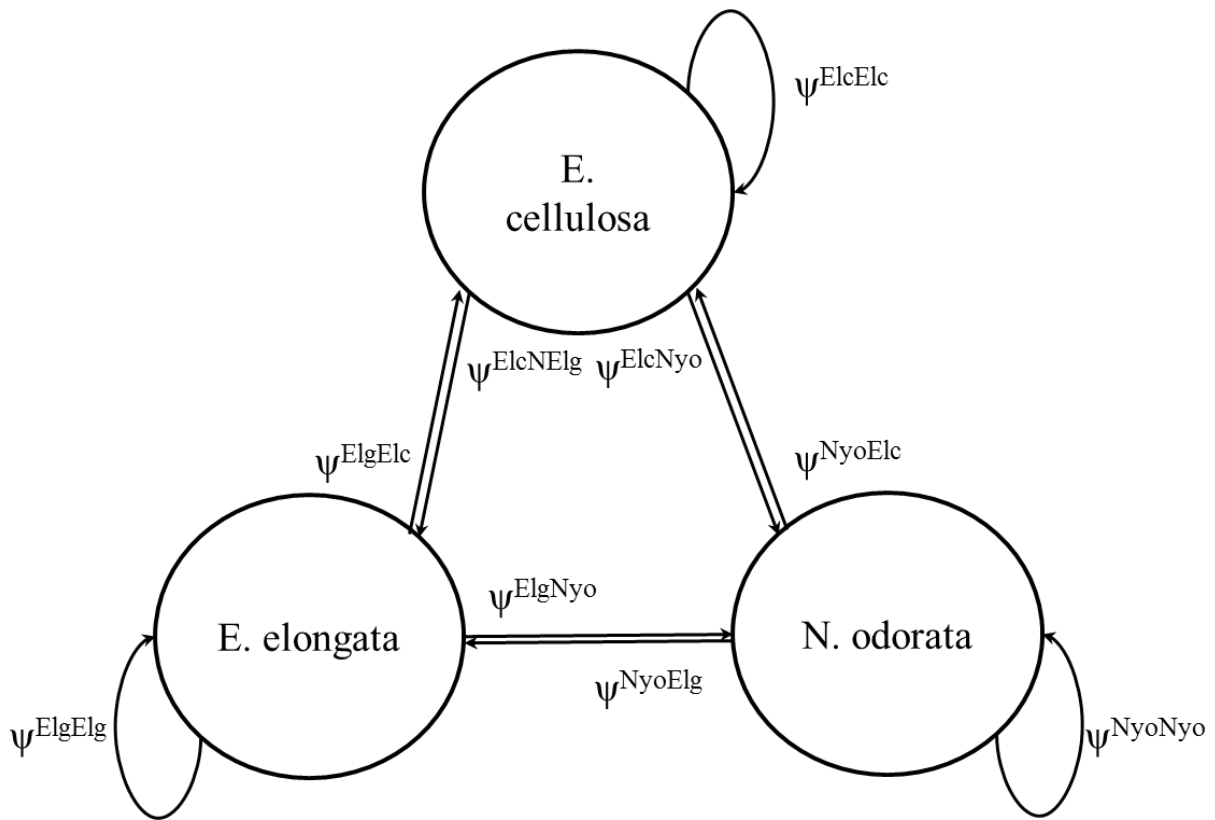 ψElcElc
E.
cellulosa
ψElcNElg ψElcNyo
ψElgElc
ψNyoElc
ψElgNyo
E. elongata
N. odorata
ψNyoElg
ψElgElg
ψNyoNyo